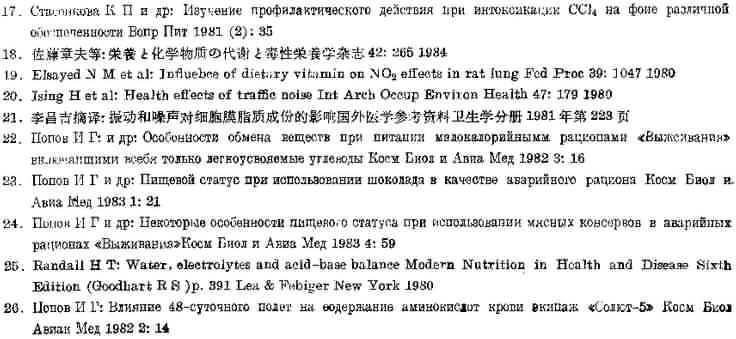 17. Стасенкова К П и др: Изучение профилактического действия при интоксикации CCl₄ на фоне различной
обеспеченности Вопр Пит 1981 (2): 35
18. 佐藤章夫等:栄養と化学物质の代谢と毒性栄養学杂志 42: 265 1984
19. Elsayed N M et al: Influebce of dietary vitamin on NO₂ effects in rat lung Fed Proc 39: 1047 1980
20. Ising H et al: Health effects of traffic noise Int Arch Occup Environ Health 47: 179 1980
21. 李昌吉摘译: 振动和噪声对细胞膜脂质成份的影响国外医学参考资料卫生学分册 1981 年第 223 页
22. Попов И Г: и др: Особонности обмена веществ при питании малокалорийнымм рационами «Выжсивания»
включающими всебя только легкоусвояемые углеводы Косм Биол и Авиа Мед 1982 3: 16
23. Попов И Г и др: Пищевой статус при использовании шоколада в качестве аварийного рациона Косм Биол и
Авиа Мед 1983 1: 21
24. Попов И Г и др: Некоторые особенности пищевого статуса при использовании мясных консервов в аварийных
рационах «Выживания»Косм Биол и Авиа Мед 1983 4: 59
25. Randall H T: Water, electrolytes and acid-base balance Modern Nutrition in Health and Disease Sixth
Edition (Goodhart R S )p. 391 Lea & Febiger New York 1980
26. Попов И Г: Влияние 48-суточного полет на содержание аминокислот крови экипаж «Солют-5» Косм Биол
Авиак Мед 1982 2: 14